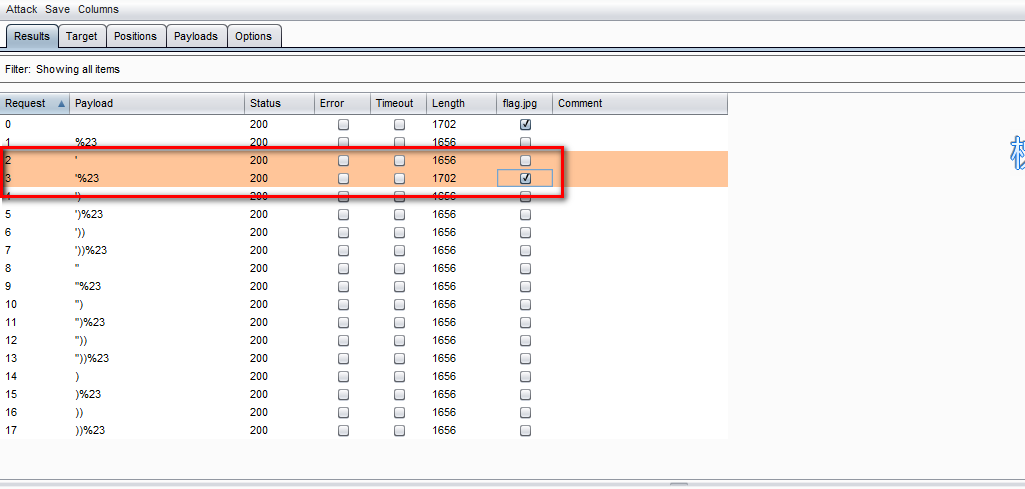 Attack Save Columns
Results Target Positions Payloads Options
Filter: Showing all items
Request Payload Status Error Timeout Length flag.jpg Comment
0 200 1702
1 %23 200 1656
2 ' 200 1656
3 '%23 200 1702
4 ') 200 1656
5 ')%23 200 1656
6 ')) 200 1656
7 '))%23 200 1656
8 " 200 1656
9 "%23 200 1656
10 ") 200 1656
11 ")%23 200 1656
12 ")) 200 1656
13 "))%23 200 1656
14 ) 200 1656
15 )%23 200 1656
16 )) 200 1656
17 ))%23 200 1656